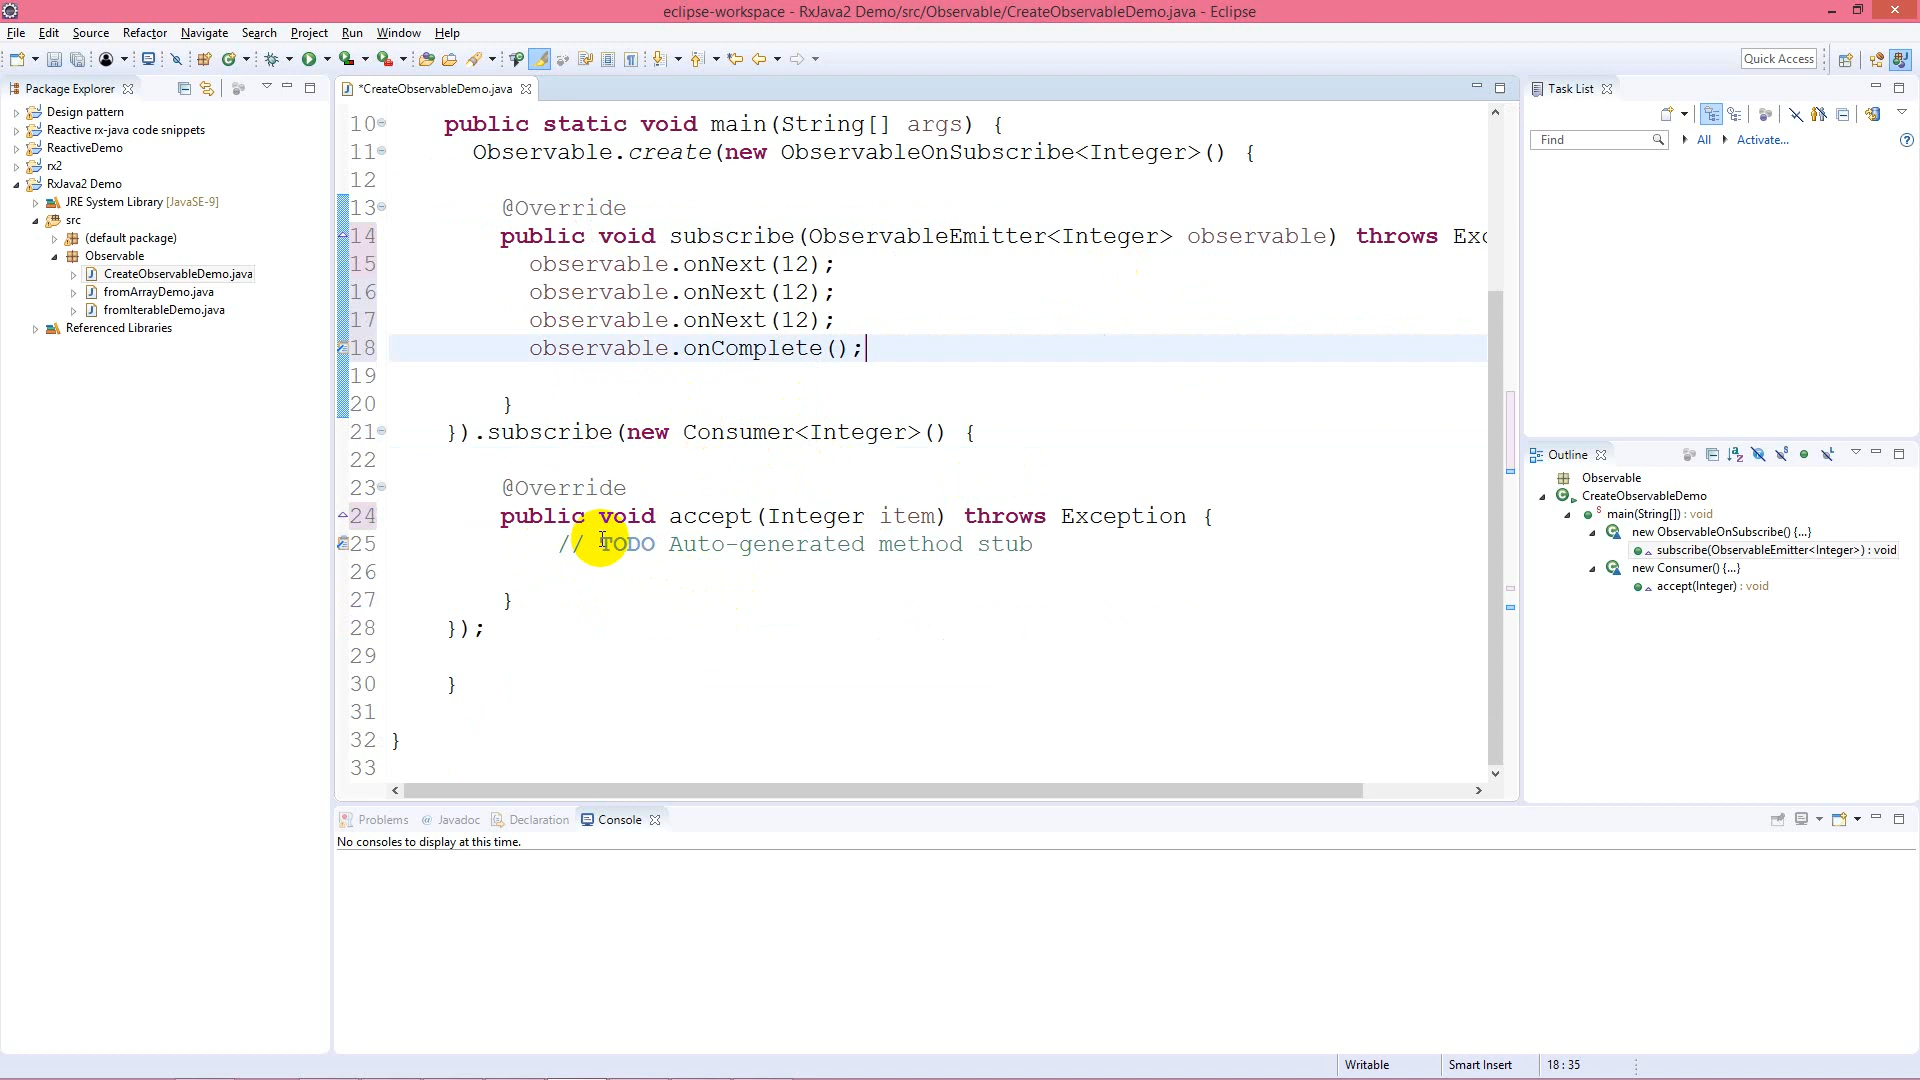 eclipse-workspace - RxJava2 Demo/src/Observable/CreateObservableDemo.java - Eclipse
File Edit Source Refactor Navigate Search Project Run Window Help
Quick Access
Package Explorer
Design pattern
Reactive rx-java code snippets
ReactiveDemo
rx2
RxJava2 Demo
JRE System Library [JavaSE-9]
src
(default package)
Observable
CreateObservableDemo.java
fromArrayDemo.java
fromIterableDemo.java
Referenced Libraries
*CreateObservableDemo.java
10 public static void main(String[] args) {
11 Observable.create(new ObservableOnSubscribe<Integer>() {
12
13 @Override
14 public void subscribe(ObservableEmitter<Integer> observable) throws Exc
15 observable.onNext(12);
16 observable.onNext(12);
17 observable.onNext(12);
18 observable.onComplete();
19
20 }
21 }).subscribe(new Consumer<Integer>() {
22
23 @Override
24 public void accept(Integer item) throws Exception {
25 // TODO Auto-generated method stub
26
27 }
28 });
29
30 }
31
32 }
33
Task List
Find All Activate...
Outline
Observable
CreateObservableDemo
main(String[]) : void
new ObservableOnSubscribe() {...}
subscribe(ObservableEmitter<Integer>) : void
new Consumer() {...}
accept(Integer) : void
Problems @ Javadoc Declaration Console
No consoles to display at this time.
Writable Smart Insert 18 : 35